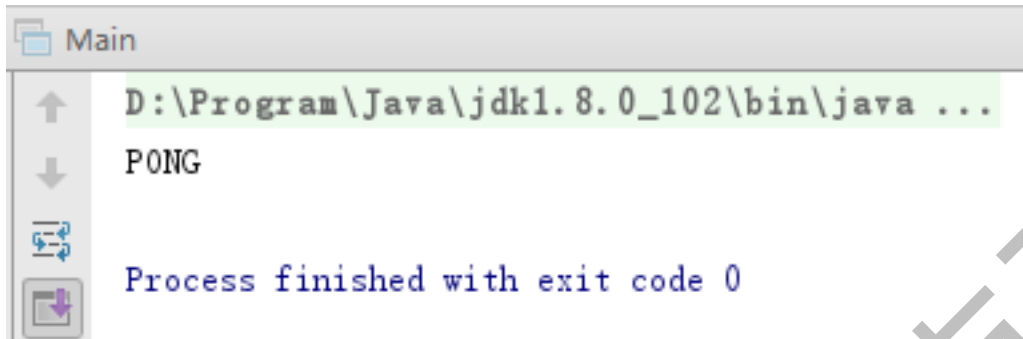 Main
D:\Program\Java\jdk1.8.0_102\bin\java ...
PONG
Process finished with exit code 0